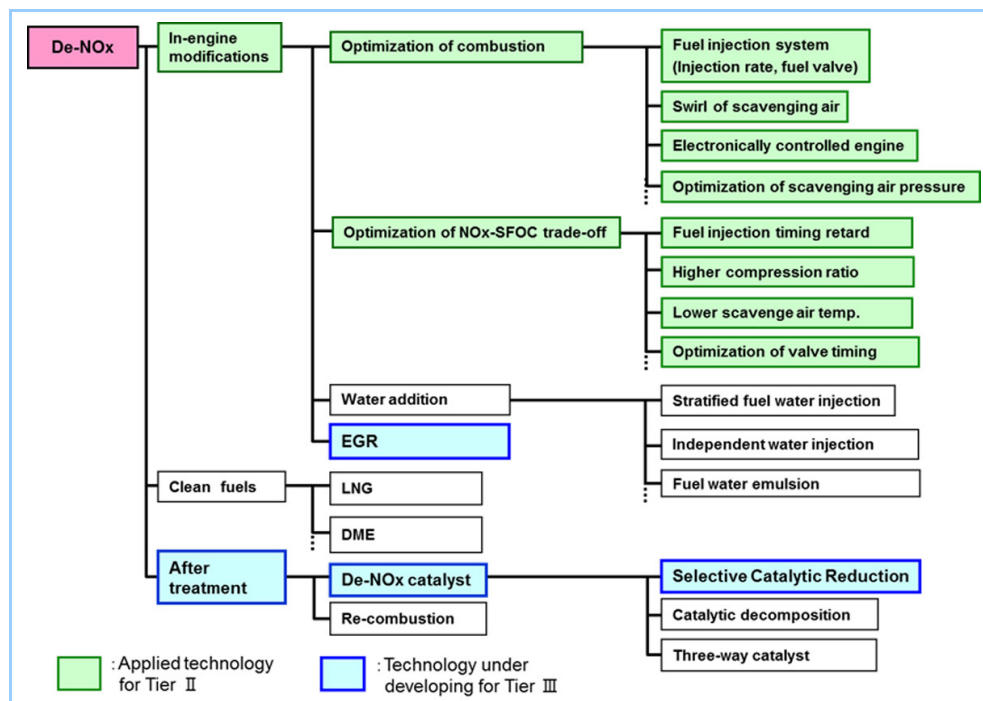 De-NOx
In-engine
modifications
Optimization of combustion
Fuel injection system
(Injection rate, fuel valve)
Swirl of scavenging air
Electronically controlled engine
Optimization of scavenging air pressure
Optimization of NOx-SFOC trade-off
Fuel injection timing retard
Higher compression ratio
Lower scavenge air temp.
Optimization of valve timing
Water addition
Stratified fuel water injection
Independent water injection
Fuel water emulsion
EGR
Clean fuels
LNG
DME
After
treatment
De-NOx catalyst
Selective Catalytic Reduction
Catalytic decomposition
Three-way catalyst
Re-combustion
: Applied technology
for Tier Ⅱ
: Technology under
developing for Tier Ⅲ